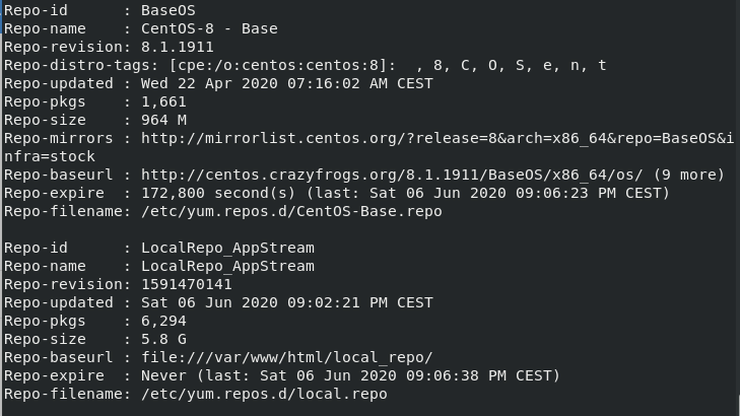 Repo-id      : BaseOS
Repo-name    : CentOS-8 - Base
Repo-revision: 8.1.1911
Repo-distro-tags: [cpe:/o:centos:centos:8]:  , 8, C, O, S, e, n, t
Repo-updated : Wed 22 Apr 2020 07:16:02 AM CEST
Repo-pkgs    : 1,661
Repo-size    : 964 M
Repo-mirrors : http://mirrorlist.centos.org/?release=8&arch=x86_64&repo=BaseOS&i
nfra=stock
Repo-baseurl : http://centos.crazyfrogs.org/8.1.1911/BaseOS/x86_64/os/ (9 more)
Repo-expire  : 172,800 second(s) (last: Sat 06 Jun 2020 09:06:23 PM CEST)
Repo-filename: /etc/yum.repos.d/CentOS-Base.repo

Repo-id      : LocalRepo_AppStream
Repo-name    : LocalRepo_AppStream
Repo-revision: 1591470141
Repo-updated : Sat 06 Jun 2020 09:02:21 PM CEST
Repo-pkgs    : 6,294
Repo-size    : 5.8 G
Repo-baseurl : file:///var/www/html/local_repo/
Repo-expire  : Never (last: Sat 06 Jun 2020 09:06:38 PM CEST)
Repo-filename: /etc/yum.repos.d/local.repo